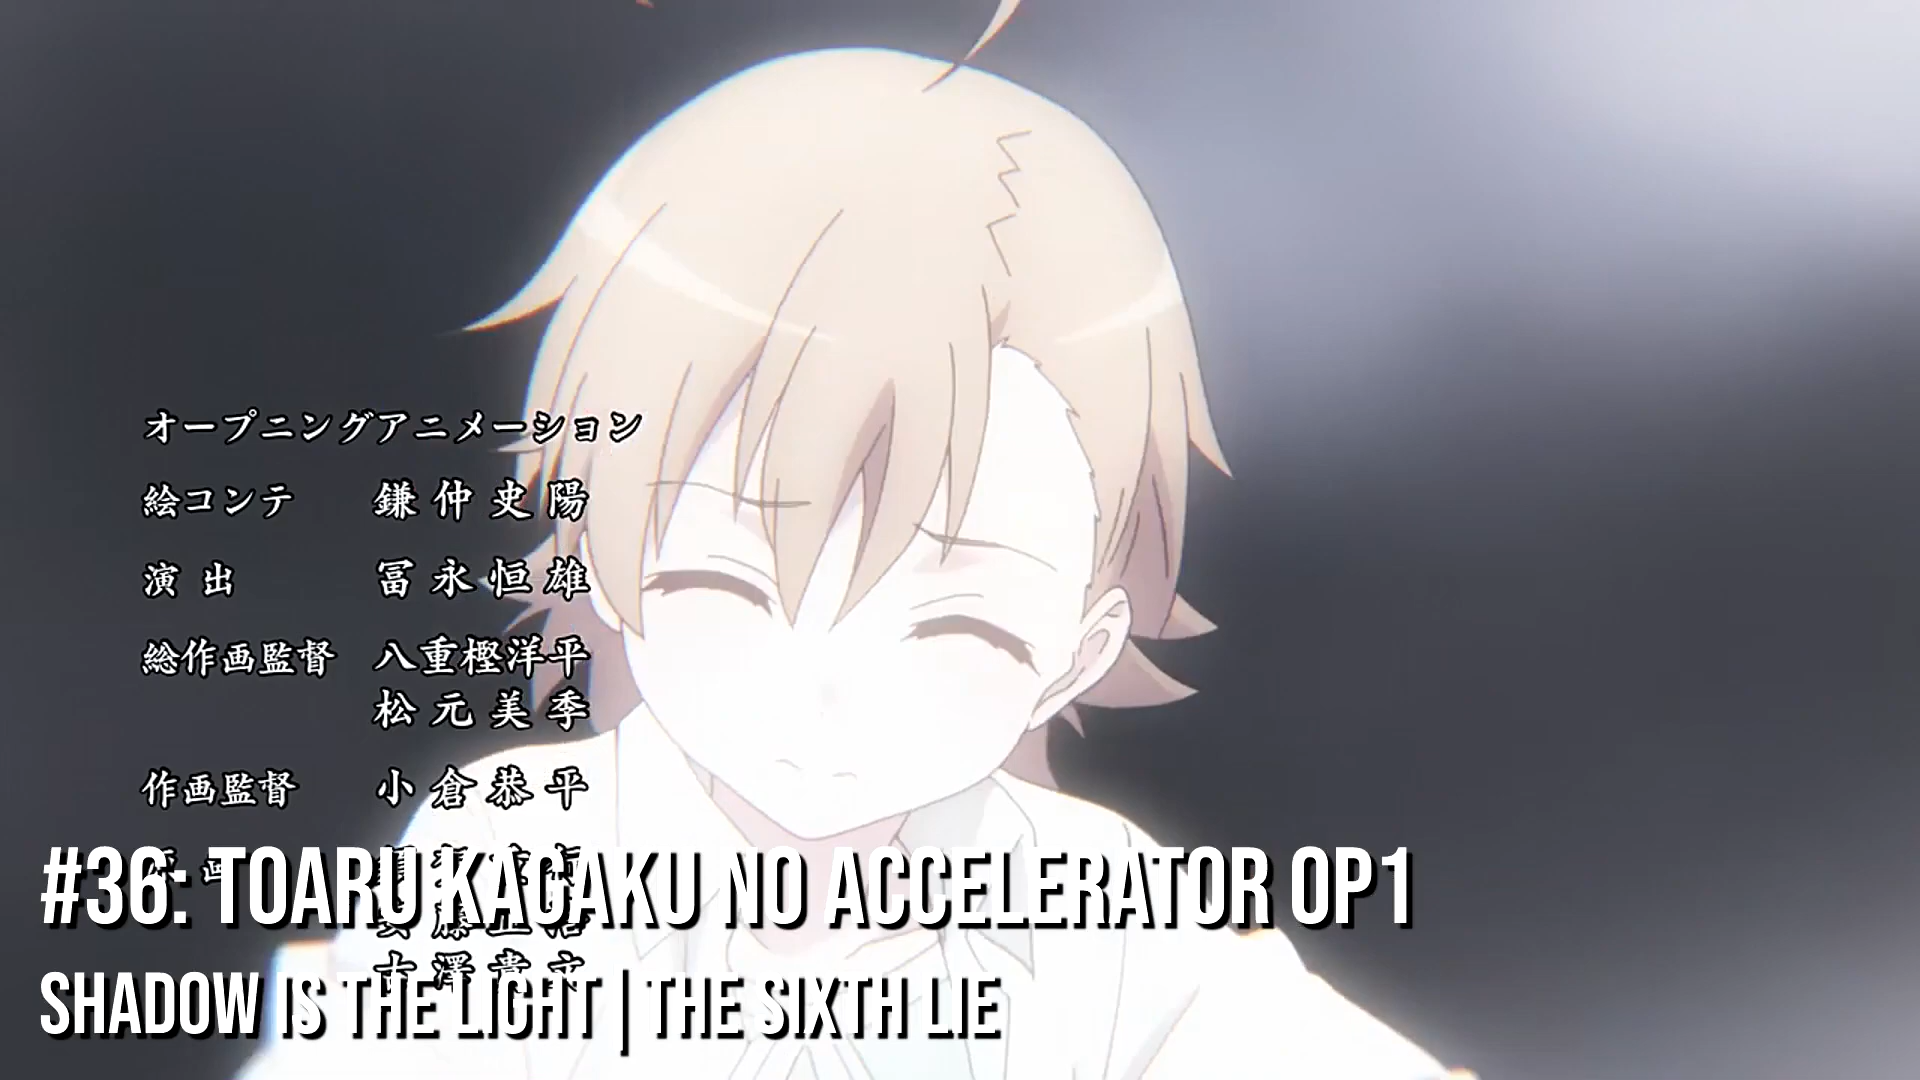 オープニングアニメーション
絵コンテ 鎌仲史陽
演出 冨永恒雄
総作画監督 八重樫洋平
松元美季
作画監督 小倉恭平
原画
#36: TOARU KAGAKU NO ACCELERATOR OP1
SHADOW IS THE LIGHT | THE SIXTH LIE